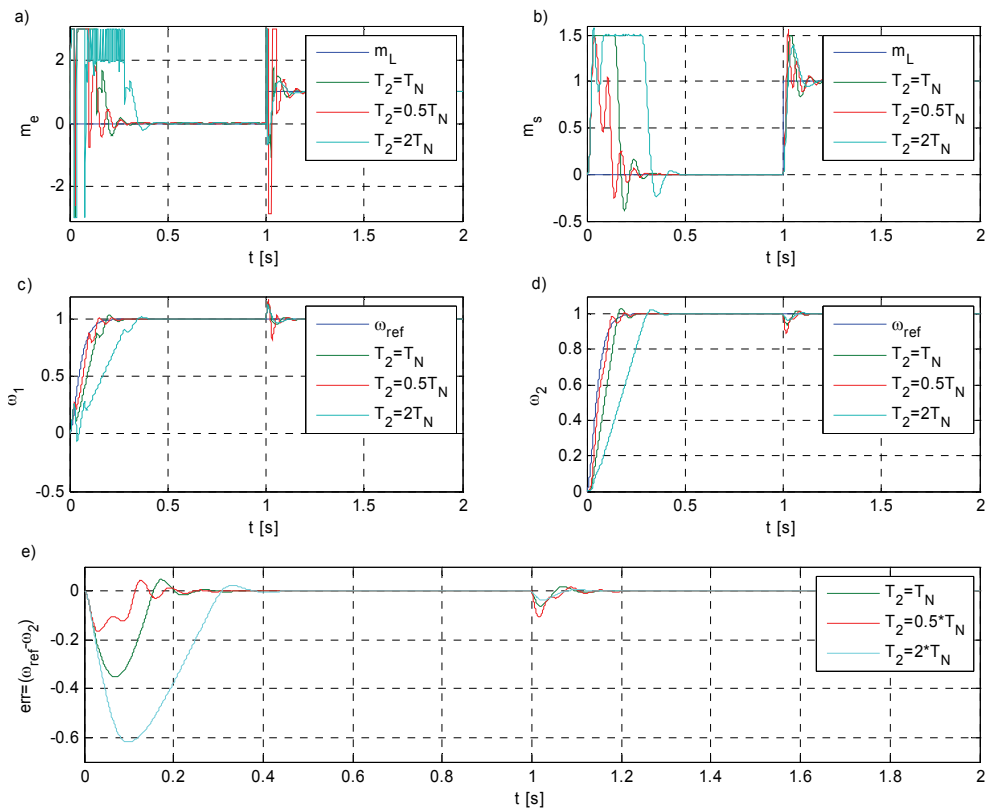 a)
2
0
-2
m_e
0
0.5
1
1.5
2
t [s]
m_L
T_2=T_N
T_2=0.5T_N
T_2=2T_N
b)
1.5
1
0.5
0
-0.5
m_s
0
0.5
1
1.5
2
t [s]
m_L
T_2=T_N
T_2=0.5T_N
T_2=2T_N
c)
1
0.5
0
-0.5
ω_1
0
0.5
1
1.5
2
t [s]
ω_ref
T_2=T_N
T_2=0.5T_N
T_2=2T_N
d)
1
0.8
0.6
0.4
0.2
0
ω_2
0
0.5
1
1.5
2
t [s]
ω_ref
T_2=T_N
T_2=0.5T_N
T_2=2T_N
e)
0
-0.2
-0.4
-0.6
err=(ω_ref-ω_2)
0
0.2
0.4
0.6
0.8
1
1.2
1.4
1.6
1.8
2
t [s]
T_2=T_N
T_2=0.5*T_N
T_2=2*T_N